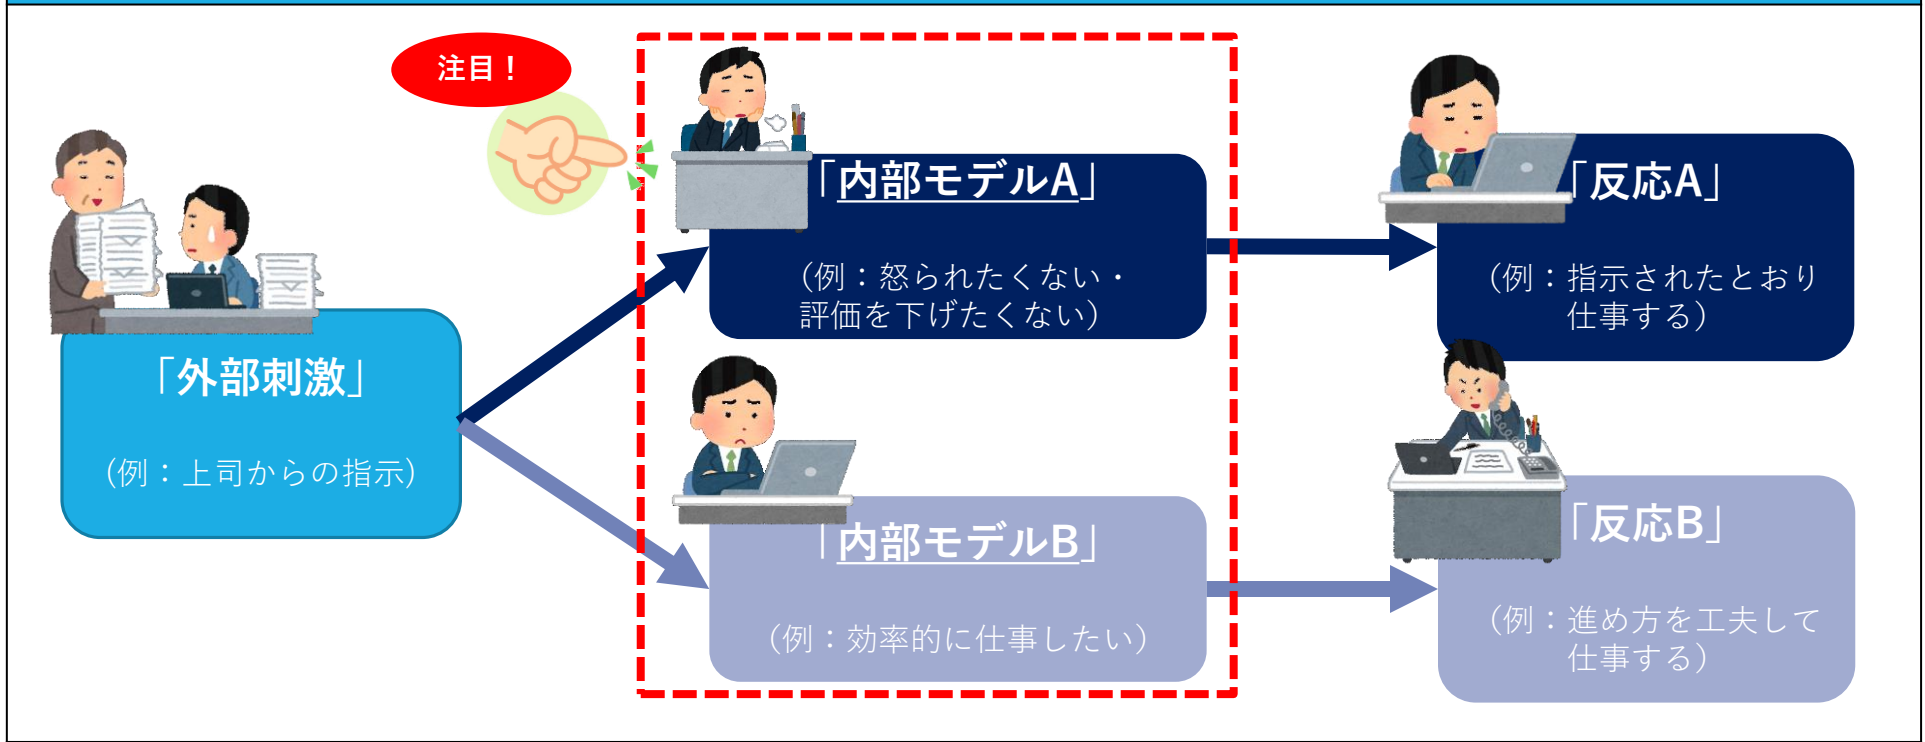 注目！
「外部刺激」
（例：上司からの指示）
「内部モデルA」
（例：怒られたくない・
評価を下げたくない）
「反応A」
（例：指示されたとおり
仕事する）
「内部モデルB」
（例：効率的に仕事したい）
「反応B」
（例：進め方を工夫して
仕事する）